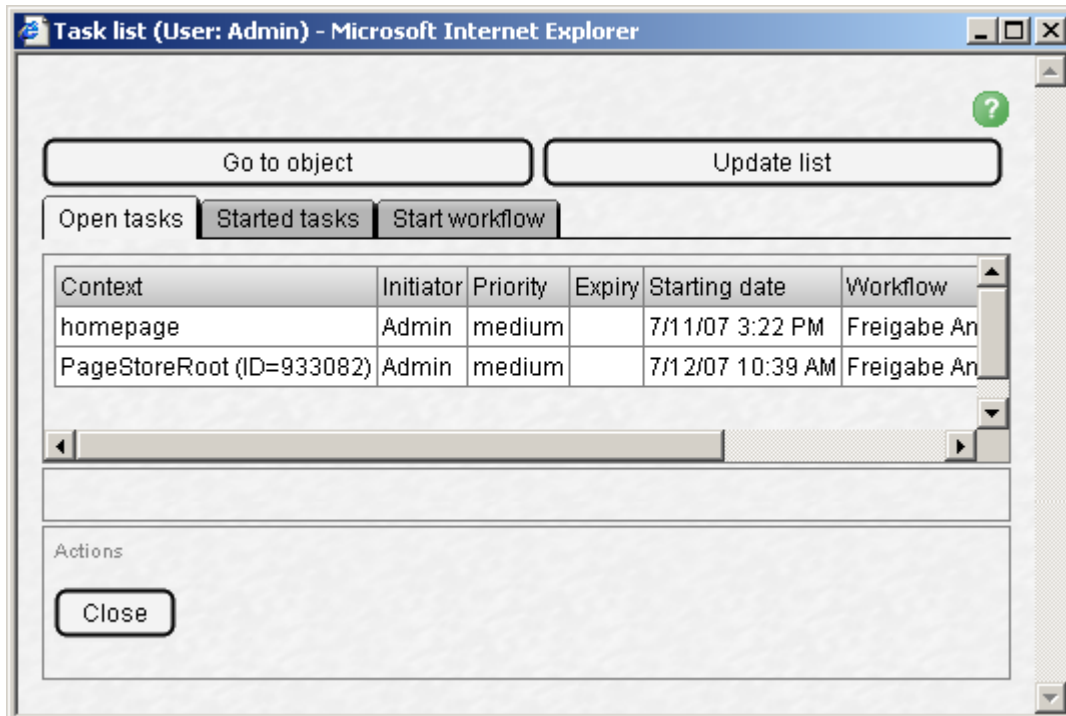 Task list (User: Admin) - Microsoft Internet Explorer
?
Go to object Update list
Open tasks Started tasks Start workflow
Context Initiator Priority Expiry Starting date Workflow
homepage Admin medium 7/11/07 3:22 PM Freigabe An
PageStoreRoot (ID=933082) Admin medium 7/12/07 10:39 AM Freigabe An
Actions
Close